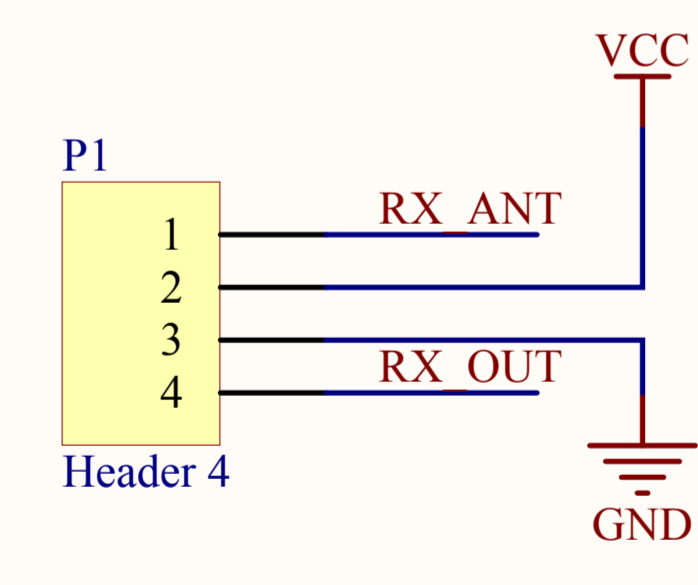 VCC
P1
RX_ANT
1
2
3
RX_OUT
4
Header 4
GND